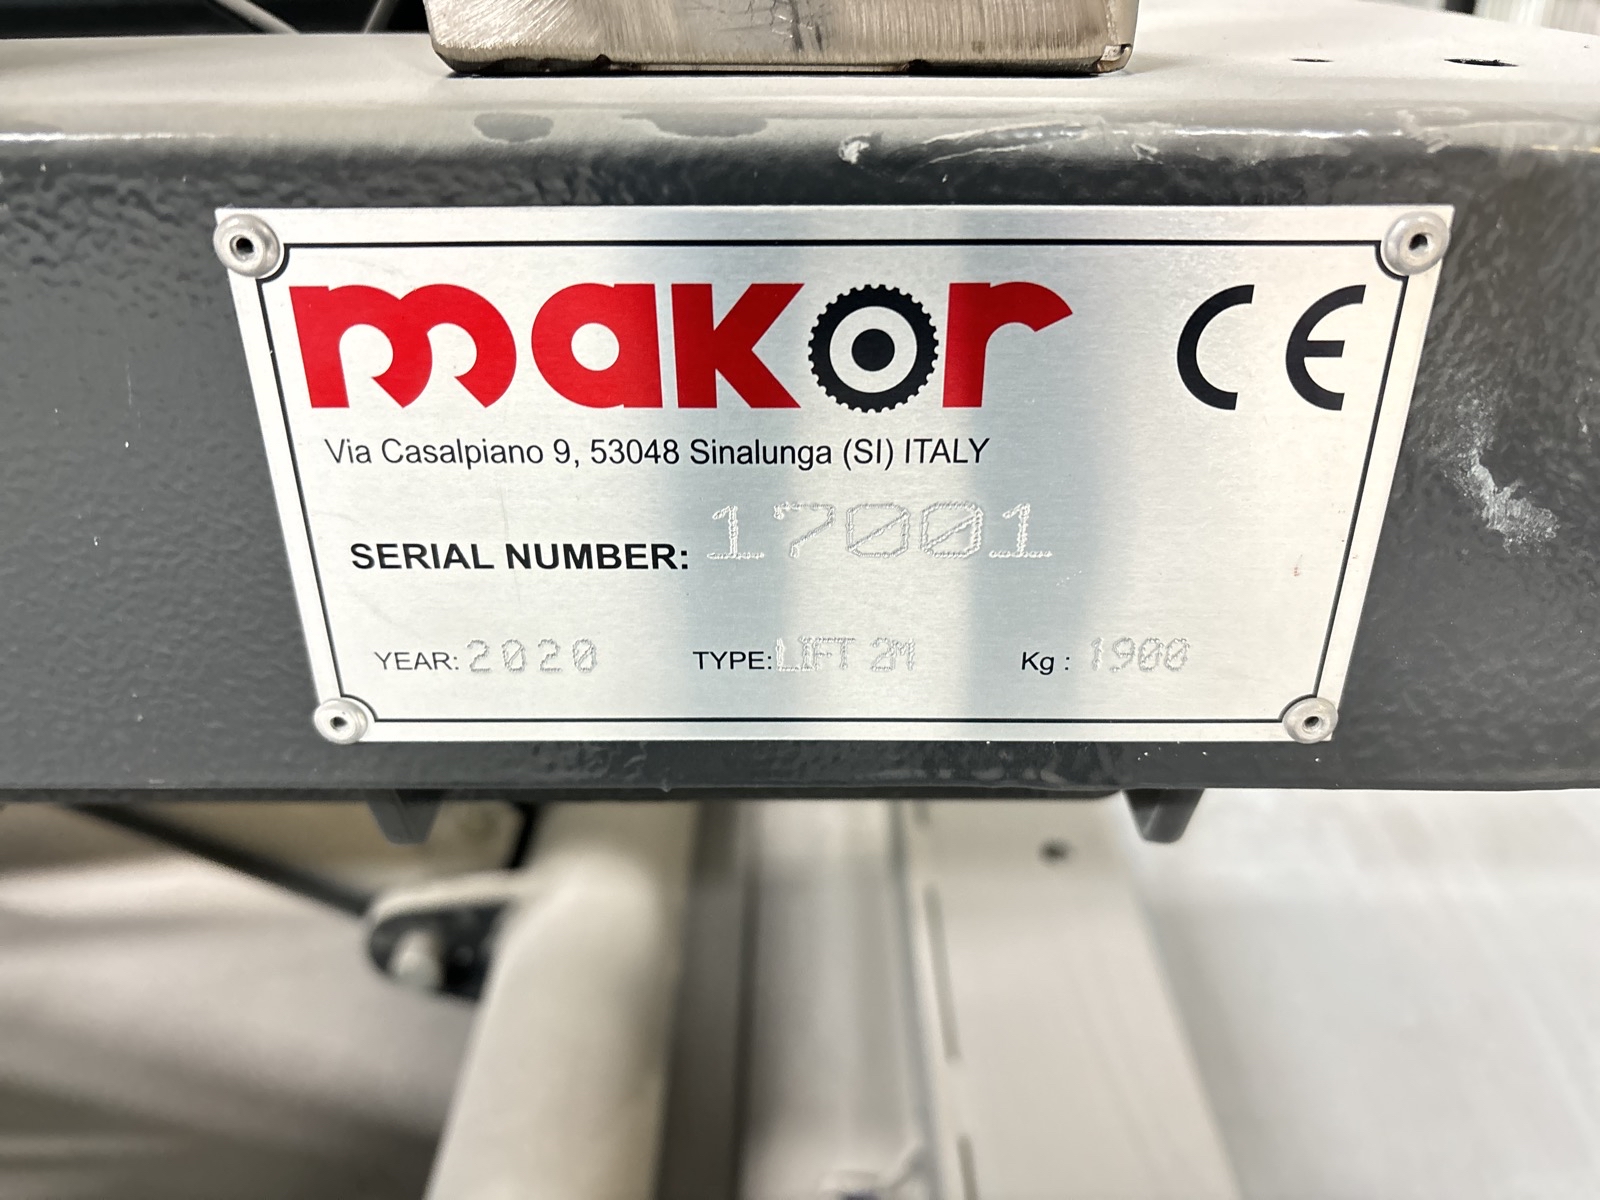 makor CE
Via Casalpiano 9, 53048 Sinalunga (SI) ITALY
SERIAL NUMBER: 17001
YEAR: 2020 TYPE: LIFT 2M Kg : 1900